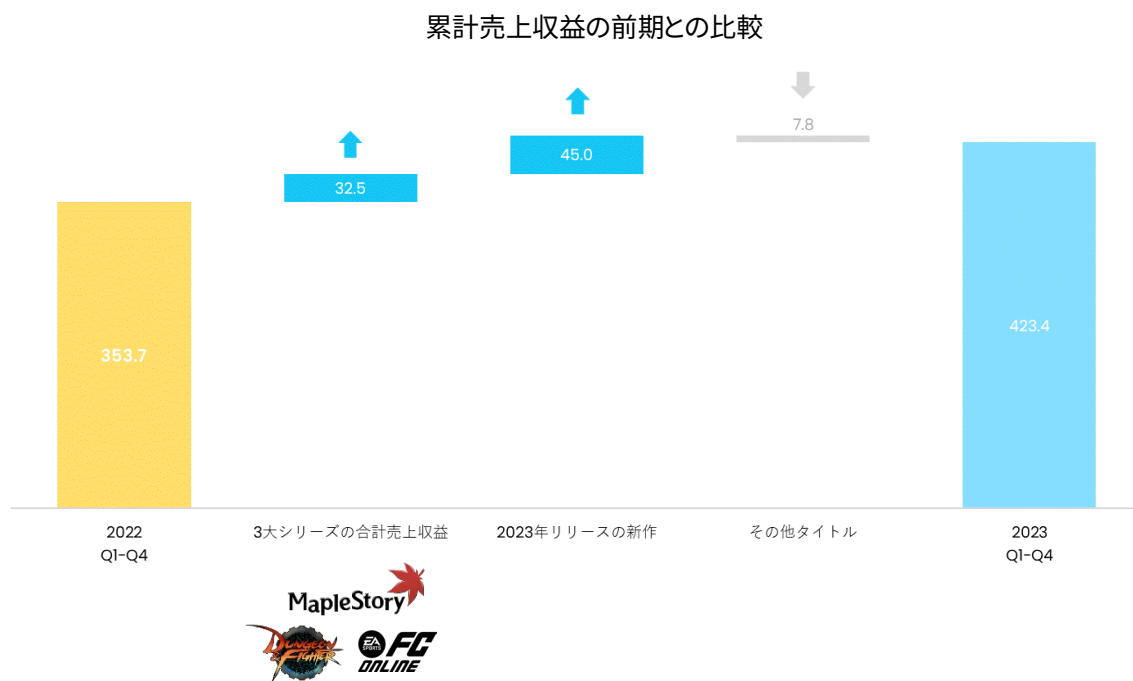 累計売上収益の前期との比較
7.8
45.0
32.5
423.4
353.7
2022
Q1-Q4
3大シリーズの合計売上収益
2023年リリースの新作
その他タイトル
2023
Q1-Q4
MapleStory
DUNGEON
FIGHTER
EA
SPORTS
FC
ONLINE